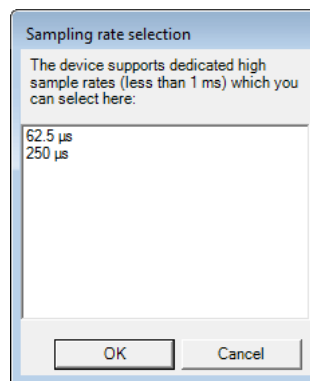 Sampling rate selection
The device supports dedicated high
sample rates (less than 1 ms) which you
can select here:
62.5 µs
250 µs
OK Cancel